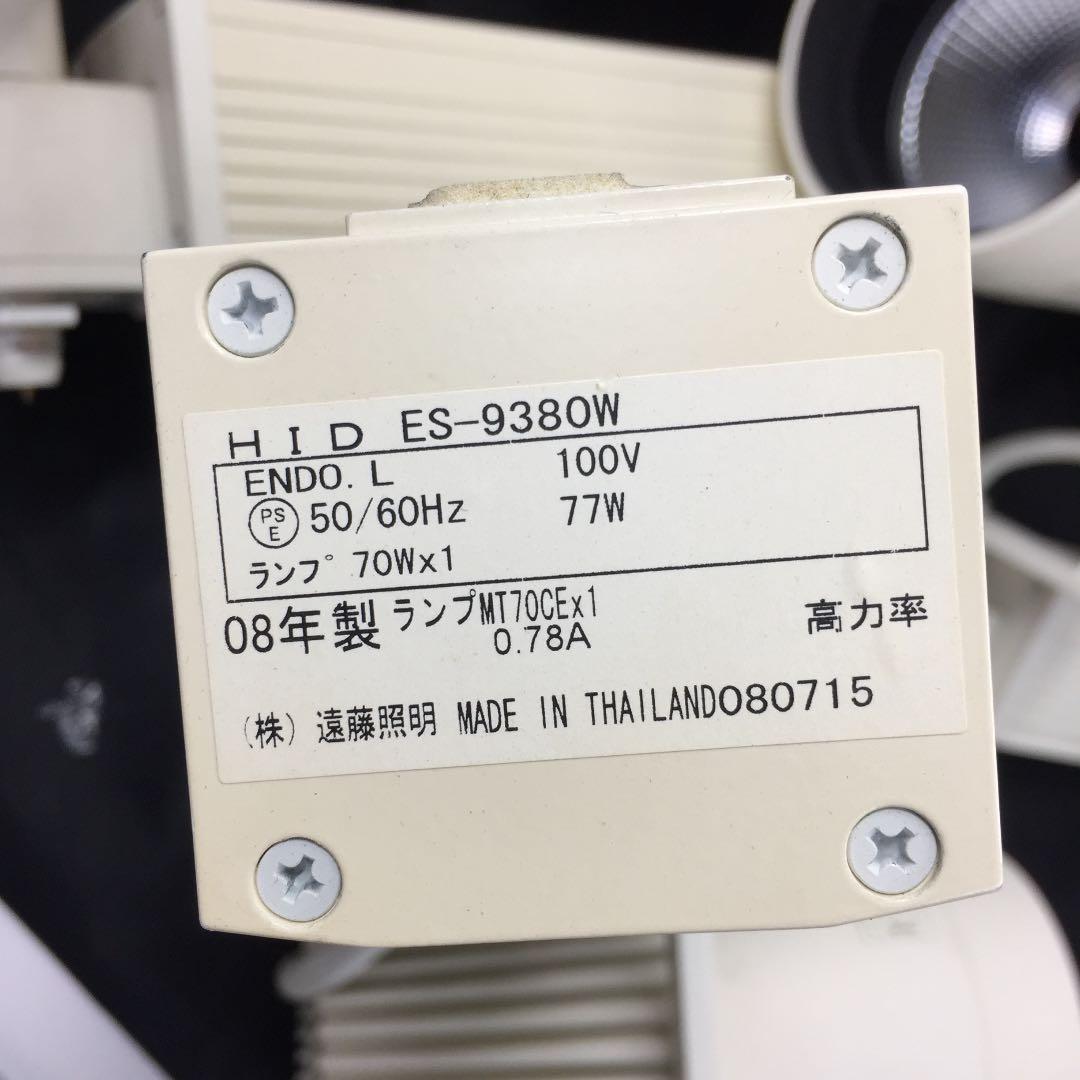 HID ES-9380W
ENDO.L 100V
PSE 50/60Hz 77W
ランプ 70Wx1
08年製 ランプMT70CEx1 高力率
0.78A
(株)遠藤照明 MADE IN THAILAND080715